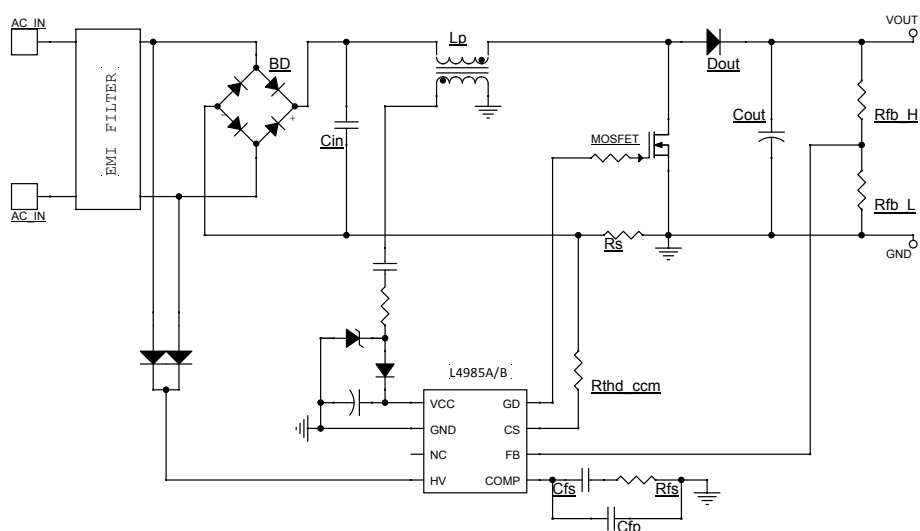 AC_IN
VOUT
Lp
BD
Dout
EMI FILTER
Cout
Rfb_H
-
+
Cin
MOSFET
AC_IN
Rfb_L
Rs
GND
L4985A/B
Rthd_ccm
VCC GD
GND CS
NC FB
HV COMP
Cfs Rfs
Cfp